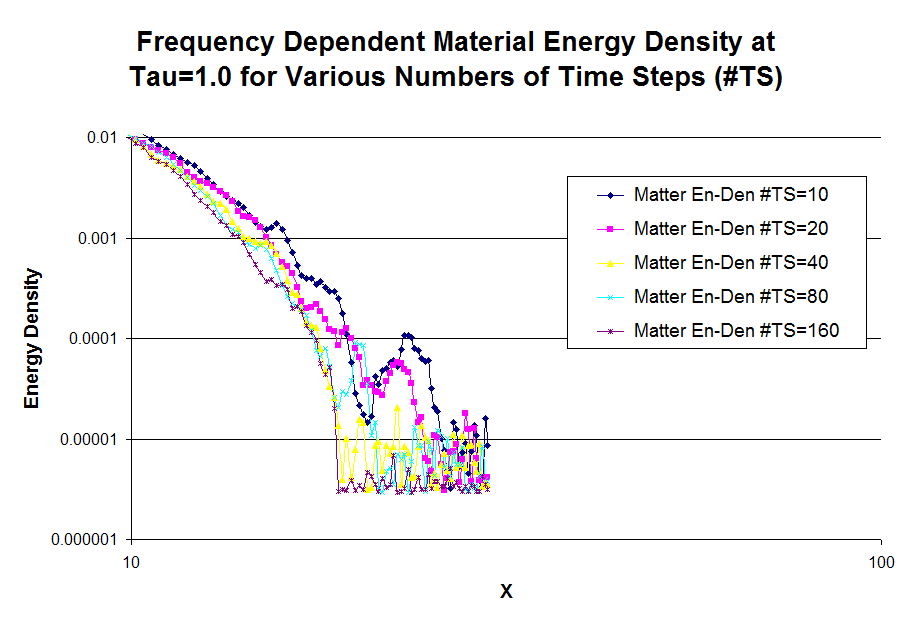 Frequency Dependent Material Energy Density at
Tau=1.0 for Various Numbers of Time Steps (#TS)
0.01
0.001
0.0001
0.00001
0.000001
Energy Density
10
100
X
Matter En-Den #TS=10
Matter En-Den #TS=20
Matter En-Den #TS=40
Matter En-Den #TS=80
Matter En-Den #TS=160